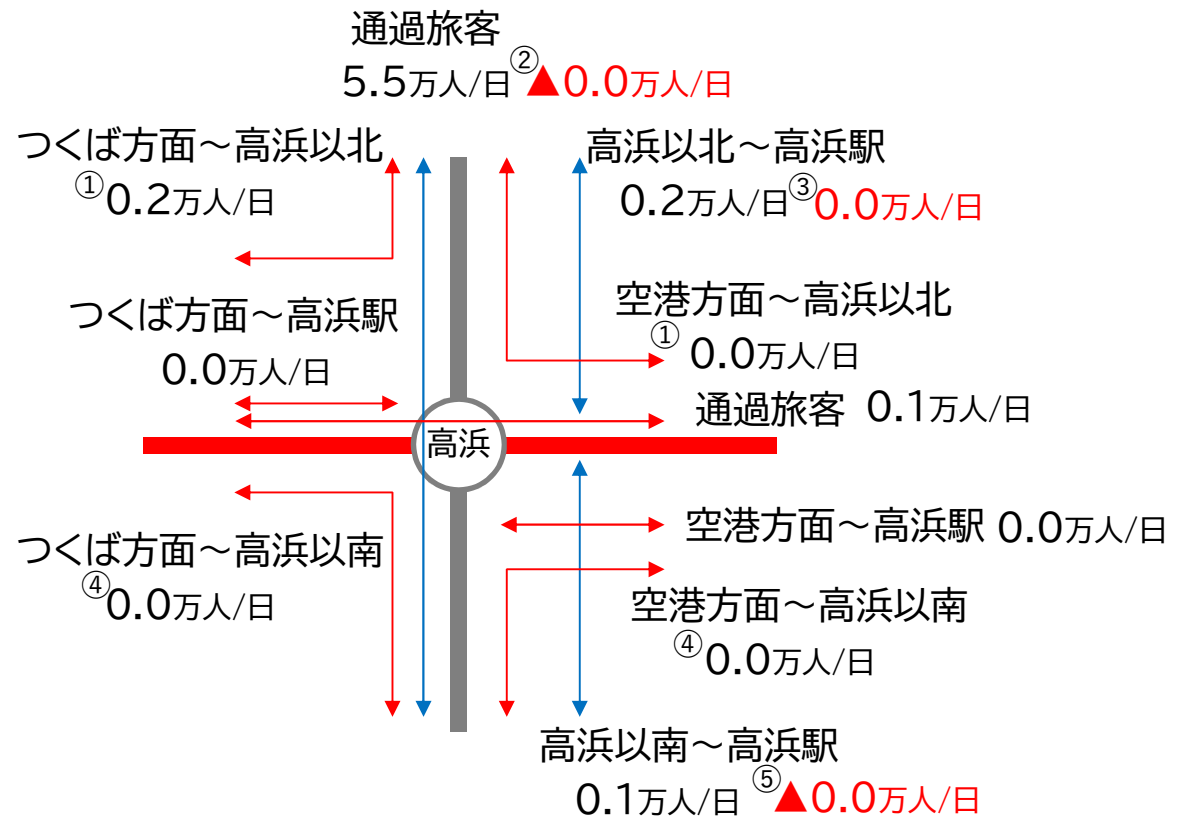 通過旅客
5.5万人/日②▲0.0万人/日
つくば方面～高浜以北
①0.2万人/日
高浜以北～高浜駅
0.2万人/日③0.0万人/日
つくば方面～高浜駅
0.0万人/日
空港方面～高浜以北
①0.0万人/日
通過旅客 0.1万人/日
高浜
空港方面～高浜駅 0.0万人/日
つくば方面～高浜以南
④0.0万人/日
空港方面～高浜以南
④0.0万人/日
高浜以南～高浜駅
0.1万人/日⑤▲0.0万人/日